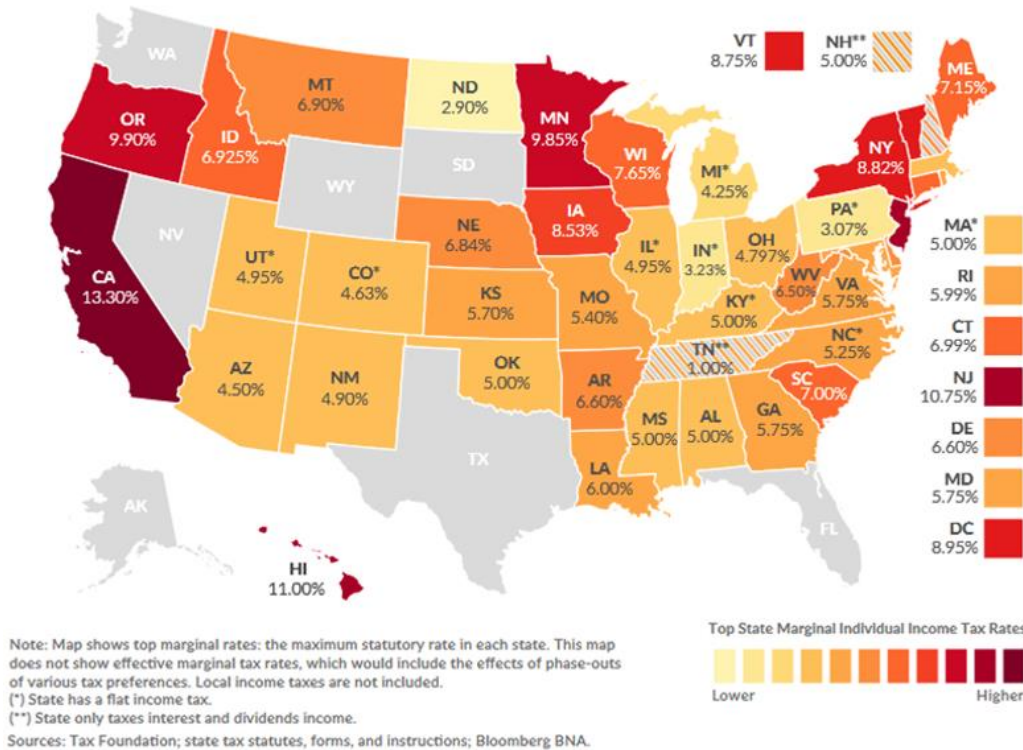 WA
VT
8.75%
NH**
5.00%
ME
7.15%
MT
6.90%
ND
2.90%
MN
9.85%
OR
9.90%
ID
6.925%
WI
7.65%
NY
8.82%
SD
WY
MI*
4.25%
IA
8.53%
NE
6.84%
PA*
3.07%
MA*
5.00%
NV
UT*
4.95%
CO*
4.63%
IL*
4.95%
IN*
3.23%
OH
4.797%
WV
6.50%
VA
5.75%
RI
5.99%
CA
13.30%
KS
5.70%
MO
5.40%
KY*
5.00%
CT
6.99%
NC*
5.25%
TN**
1.00%
AZ
4.50%
NM
4.90%
OK
5.00%
AR
6.60%
SC
7.00%
NJ
10.75%
MS
5.00%
AL
5.00%
GA
5.75%
DE
6.60%
TX
LA
6.00%
MD
5.75%
AK
FL
DC
8.95%
HI
11.00%
Note: Map shows top marginal rates: the maximum statutory rate in each state. This map
does not show effective marginal tax rates, which would include the effects of phase-outs
of various tax preferences. Local income taxes are not included.
(*) State has a flat income tax.
(**) State only taxes interest and dividends income.
Sources: Tax Foundation; state tax statutes, forms, and instructions; Bloomberg BNA.
Top State Marginal Individual Income Tax Rates
Lower
Higher